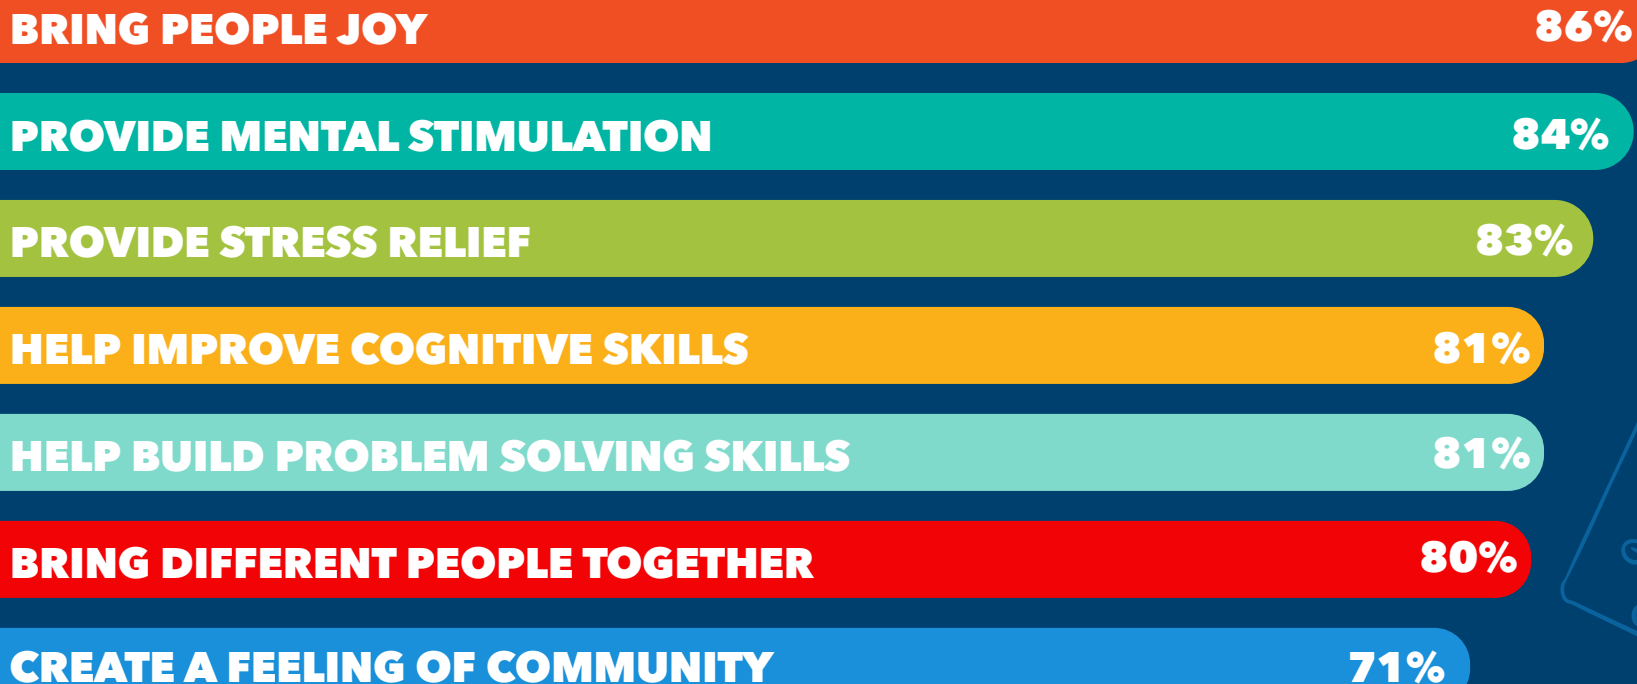 BRING PEOPLE JOY 86%
PROVIDE MENTAL STIMULATION 84%
PROVIDE STRESS RELIEF 83%
HELP IMPROVE COGNITIVE SKILLS 81%
HELP BUILD PROBLEM SOLVING SKILLS 81%
BRING DIFFERENT PEOPLE TOGETHER 80%
CREATE A FEELING OF COMMUNITY 71%